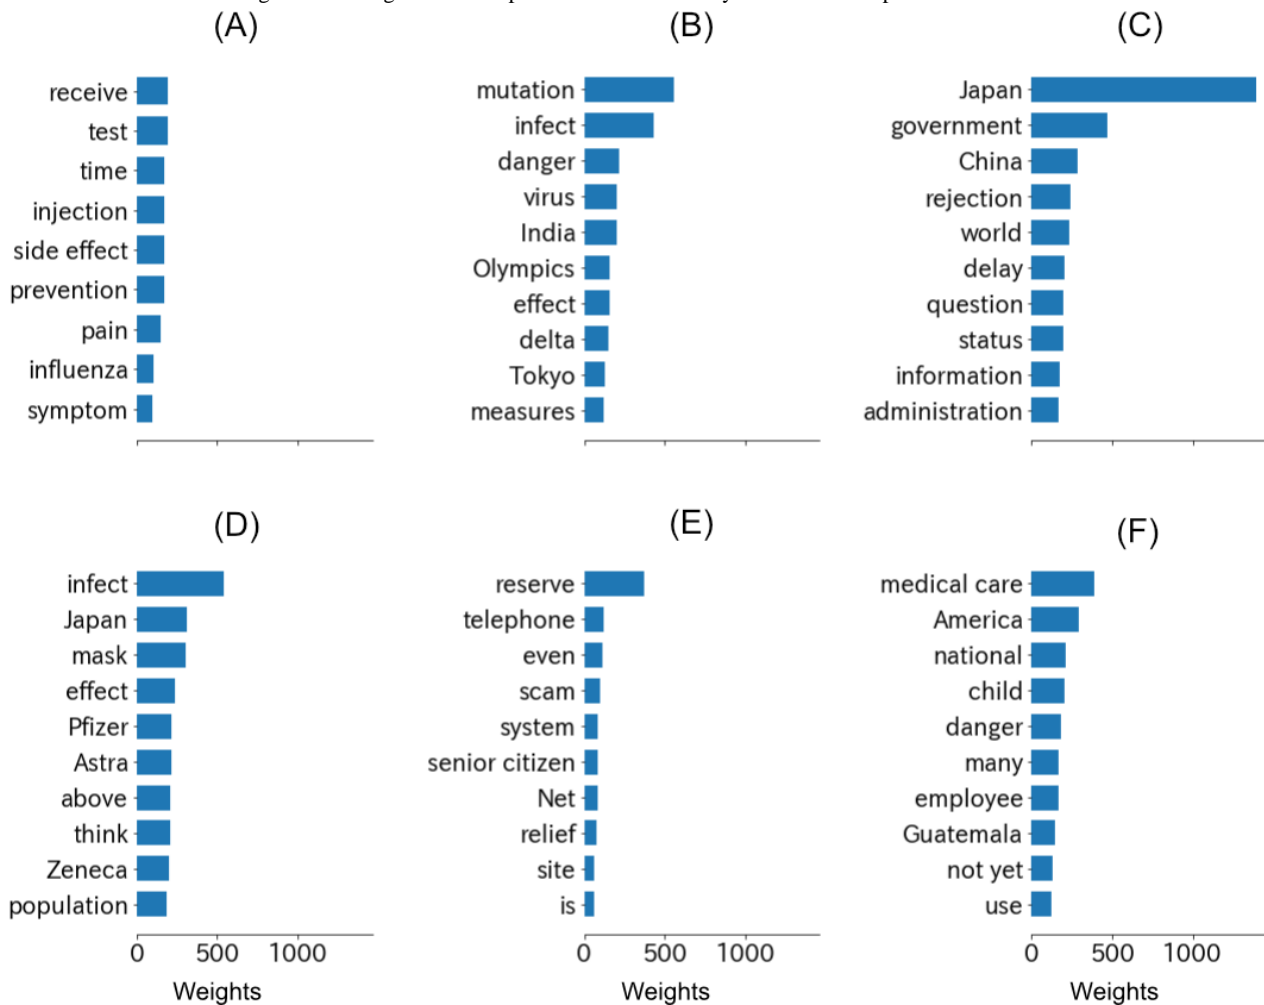 (A)
receive
test
time
injection
side effect
prevention
pain
influenza
symptom
(B)
mutation
infect
danger
virus
India
Olympics
effect
delta
Tokyo
measures
(C)
Japan
government
China
rejection
world
delay
question
status
information
administration
(D)
infect
Japan
mask
effect
Pfizer
Astra
above
think
Zeneca
population
0 500 1000
Weights
(E)
reserve
telephone
even
scam
system
senior citizen
Net
relief
site
is
0 500 1000
Weights
(F)
medical care
America
national
child
danger
many
employee
Guatemala
not yet
use
0 500 1000
Weights